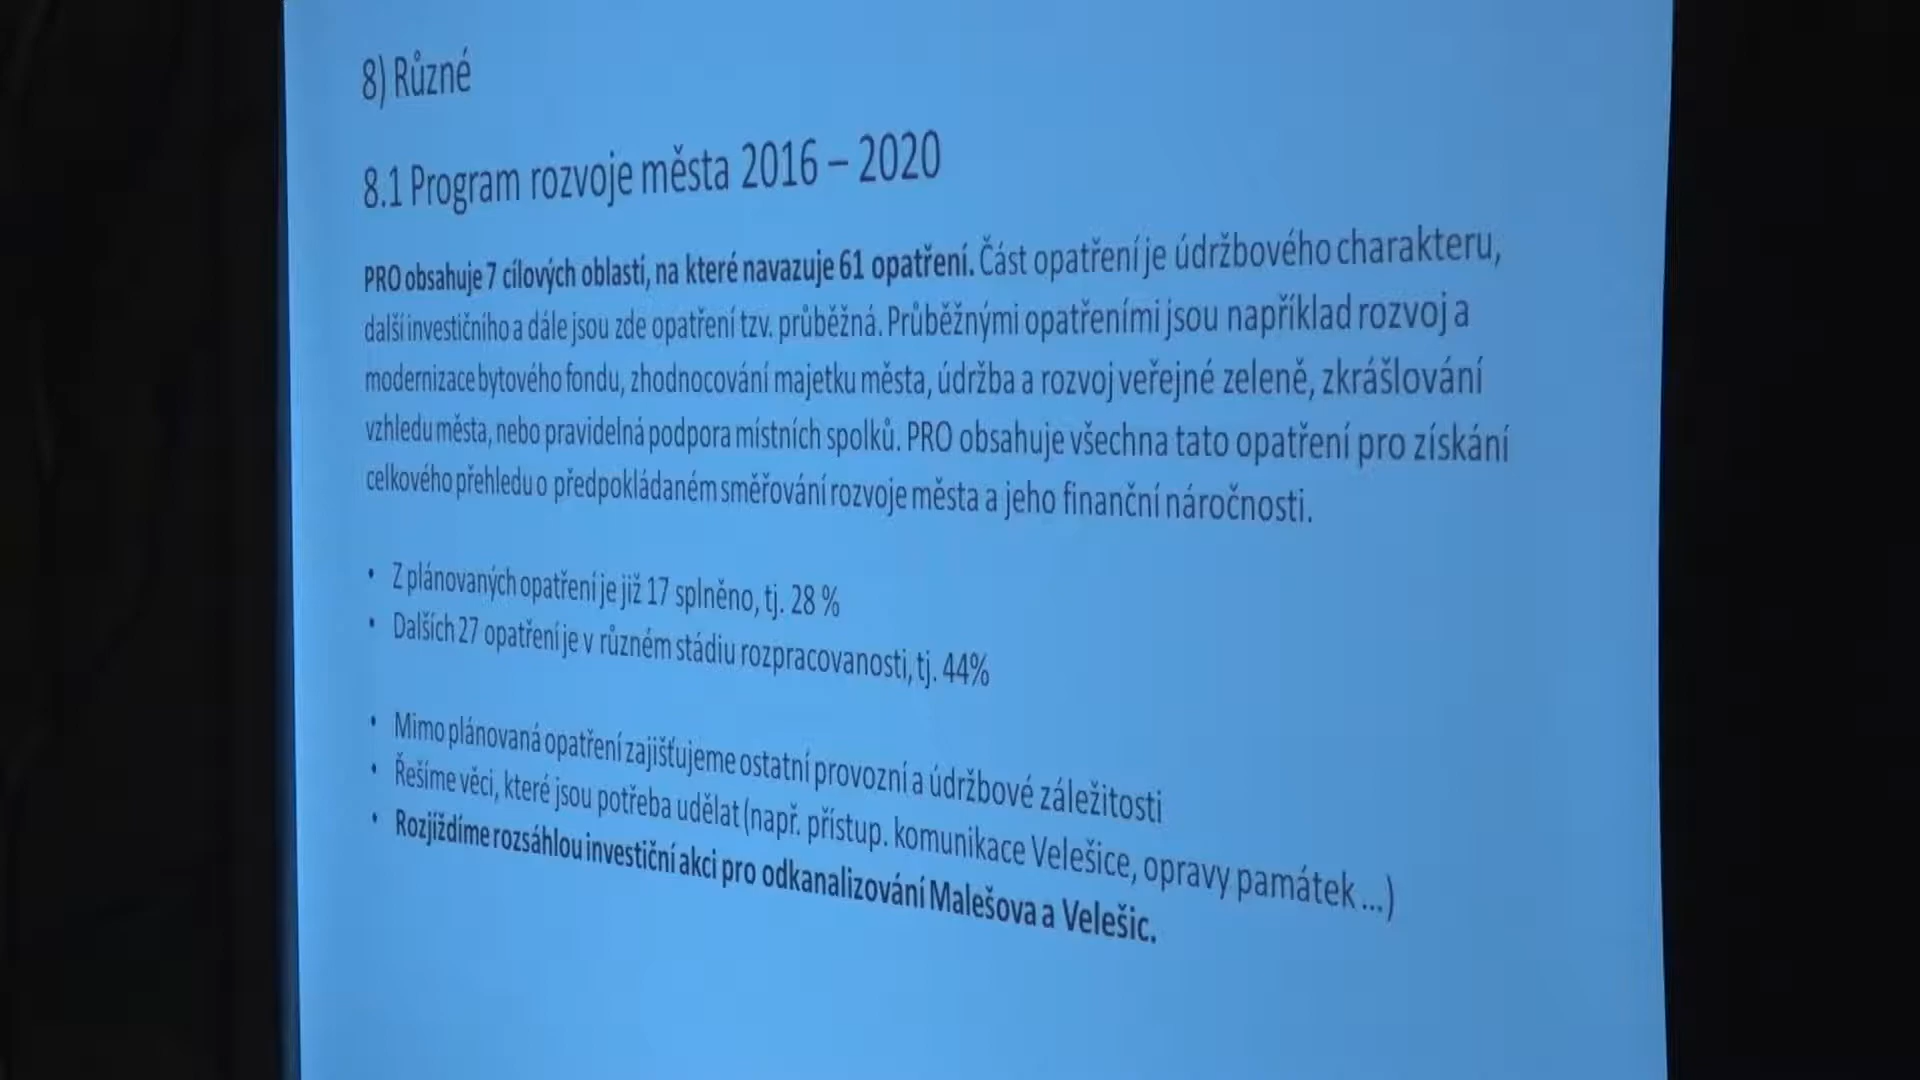 8) Různé
8.1 Program rozvoje města 2016 – 2020
PRO obsahuje 7 cílových oblastí, na které navazuje 61 opatření. Část opatření je údržbového charakteru,
další investičního a dále jsou zde opatření tzv. průběžná. Průběžnými opatřeními jsou například rozvoj a
modernizace bytového fondu, zhodnocování majetku města, údržba a rozvoj veřejné zeleně, zkrášlování
vzhledu města, nebo pravidelná podpora místních spolků. PRO obsahuje všechna tato opatření pro získání
celkového přehledu o předpokládaném směřování rozvoje města a jeho finanční náročnosti.
• Z plánovaných opatření je již 17 splněno, tj. 28 %
• Dalších 27 opatření je v různém stádiu rozpracovanosti, tj. 44%
• Mimo plánovaná opatření zajišťujeme ostatní provozní a údržbové záležitosti
• Řešíme věci, které jsou potřeba udělat (např. přístup. komunikace Velešice, opravy památek ...)
• Rozjíždíme rozsáhlou investiční akci pro odkanalizování Malešova a Velešic.